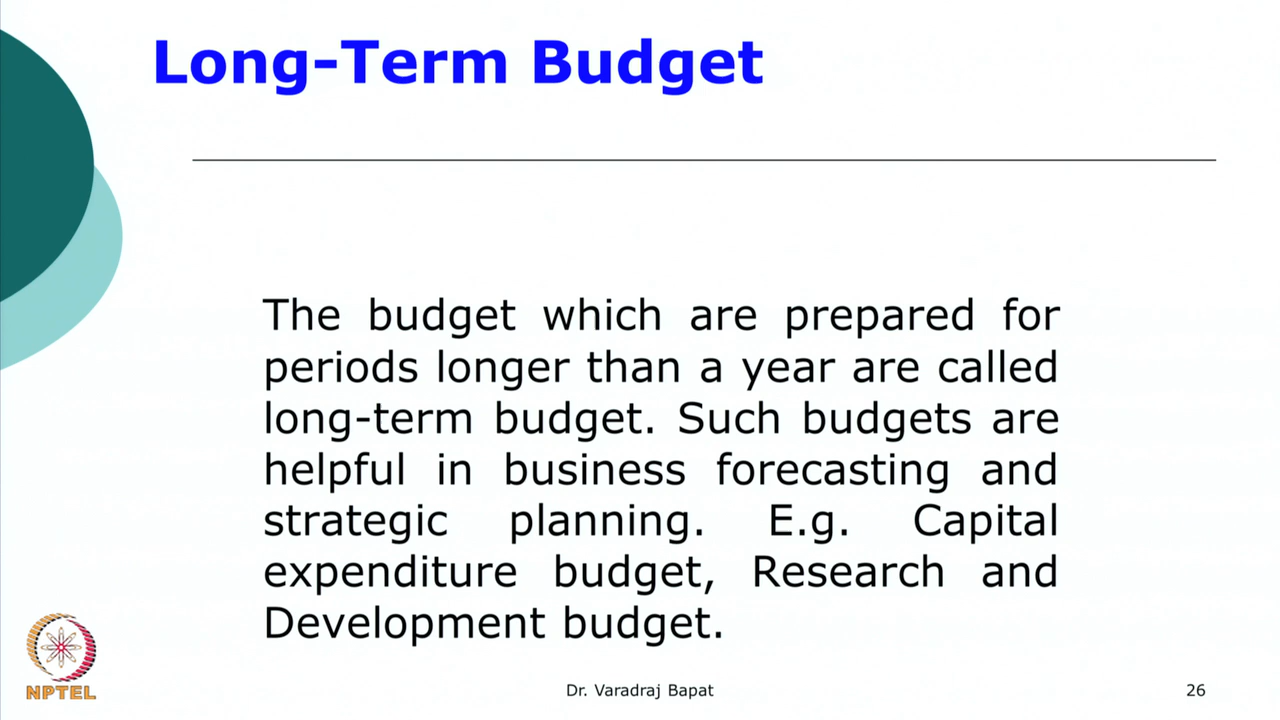 Long-Term Budget
The budget which are prepared for
periods longer than a year are called
long-term budget. Such budgets are
helpful in business forecasting and
strategic planning. E.g. Capital
expenditure budget, Research and
Development budget.
NPTEL
Dr. Varadraj Bapat
26